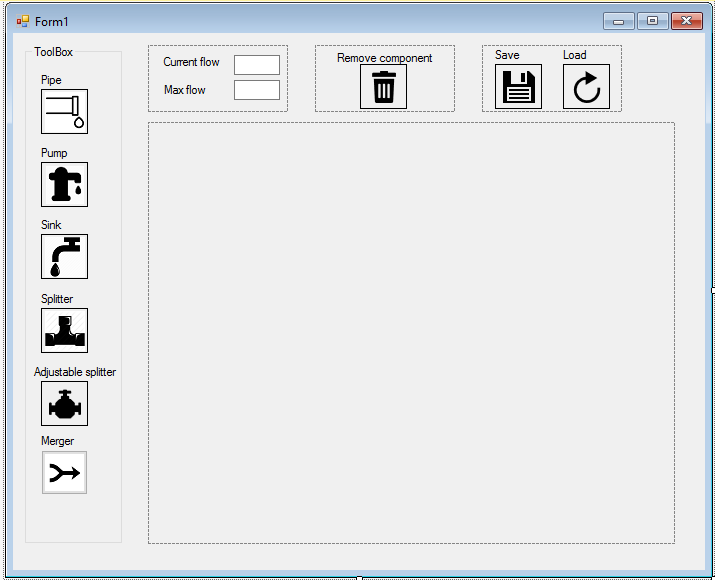 Form1
ToolBox
Pipe
Pump
Sink
Splitter
Adjustable splitter
Merger
Current flow
Max flow
Remove component
Save
Load